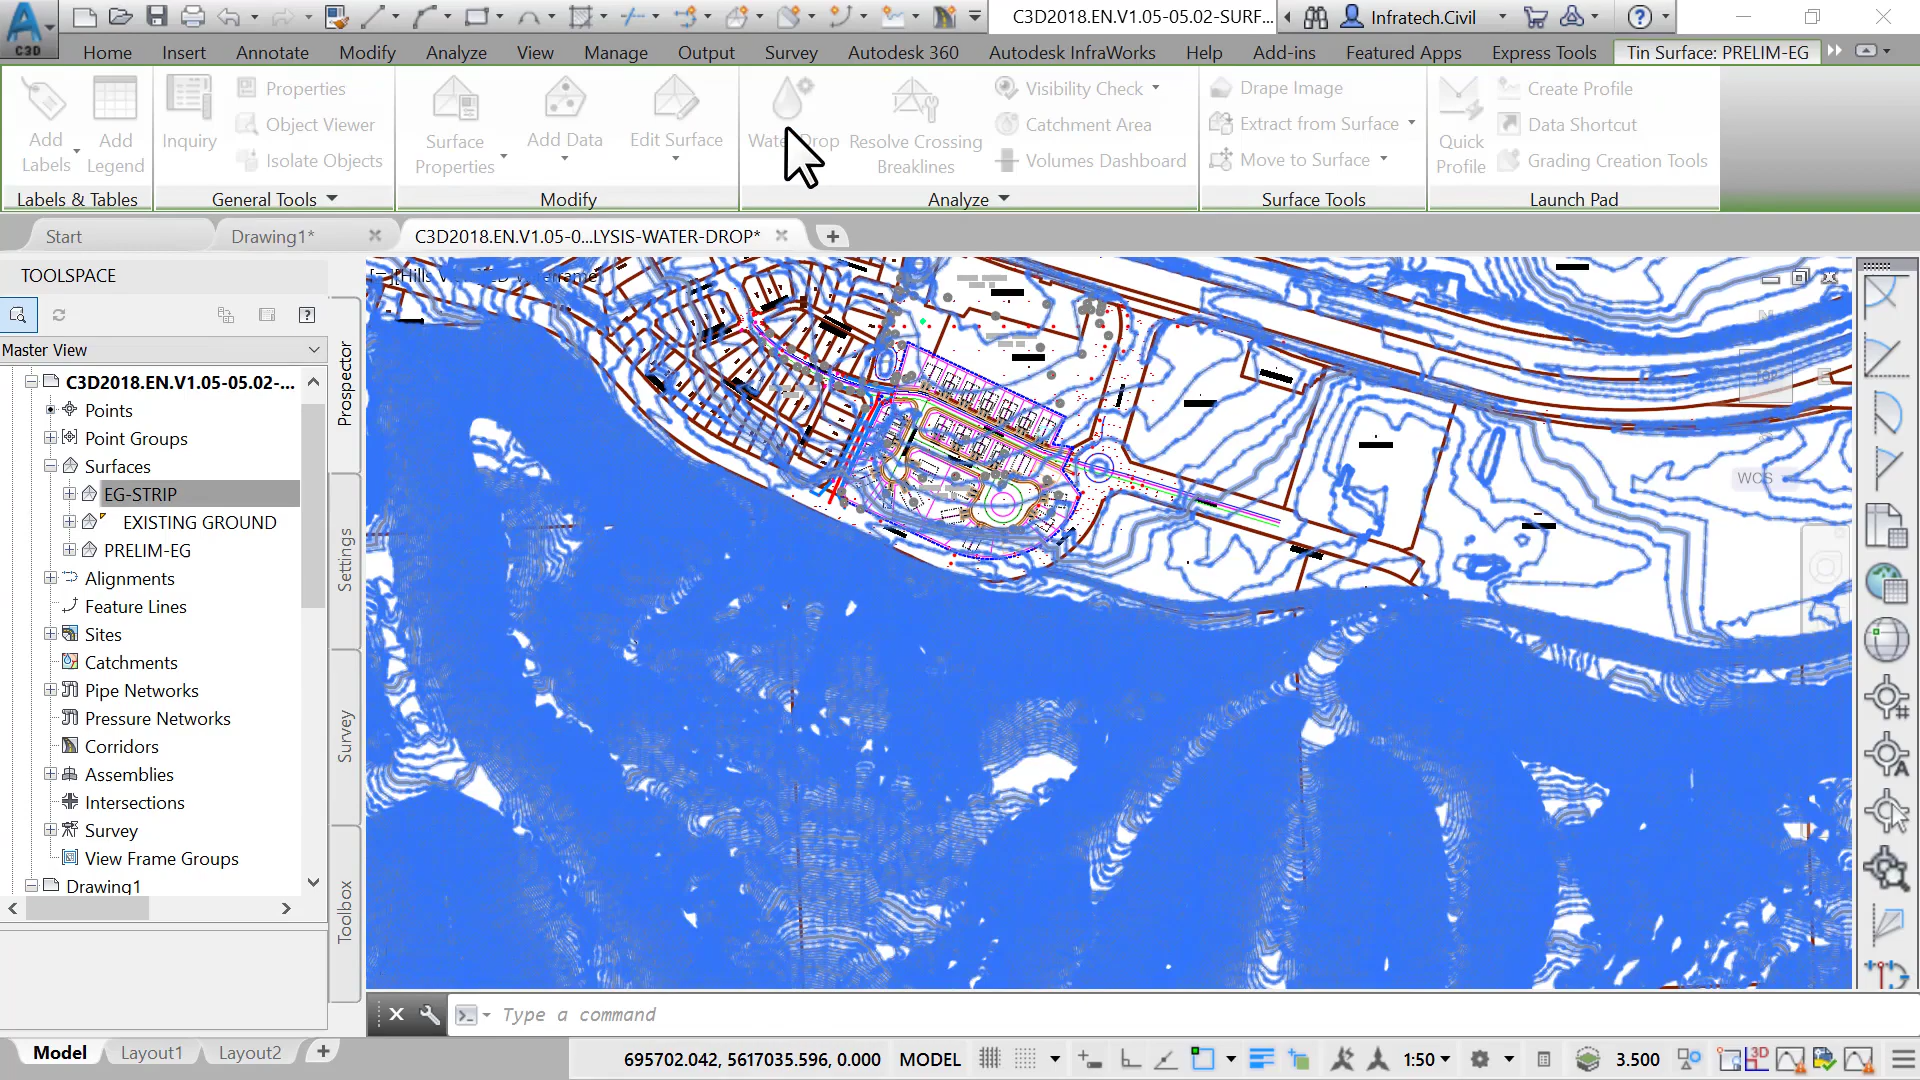 C3D2018.EN.V1.05-05.02-SURF...
Infratech.Civil
C3D
Home
Insert
Annotate
Modify
Analyze
View
Manage
Output
Survey
Autodesk 360
Autodesk InfraWorks
Help
Add-ins
Featured Apps
Express Tools
Tin Surface: PRELIM-EG
Add Labels
Add Legend
Inquiry
Properties
Object Viewer
Isolate Objects
Surface Properties
Add Data
Edit Surface
Water Drop
Resolve Crossing
Breaklines
Visibility Check
Catchment Area
Volumes Dashboard
Drape Image
Extract from Surface
Move to Surface
Quick Profile
Create Profile
Data Shortcut
Grading Creation Tools
Labels & Tables
General Tools
Modify
Analyze
Surface Tools
Launch Pad
Start
Drawing1*
C3D2018.EN.V1.05-0...LYSIS-WATER-DROP*
TOOLSPACE
Master View
C3D2018.EN.V1.05-05.02-...
Points
Point Groups
Surfaces
EG-STRIP
EXISTING GROUND
PRELIM-EG
Alignments
Feature Lines
Sites
Catchments
Pipe Networks
Pressure Networks
Corridors
Assemblies
Intersections
Survey
View Frame Groups
Drawing1
Prospector
Settings
Survey
Toolbox
WCS
Type a command
Model
Layout1
Layout2
695702.042, 5617035.596, 0.000
MODEL
1:50
3.500